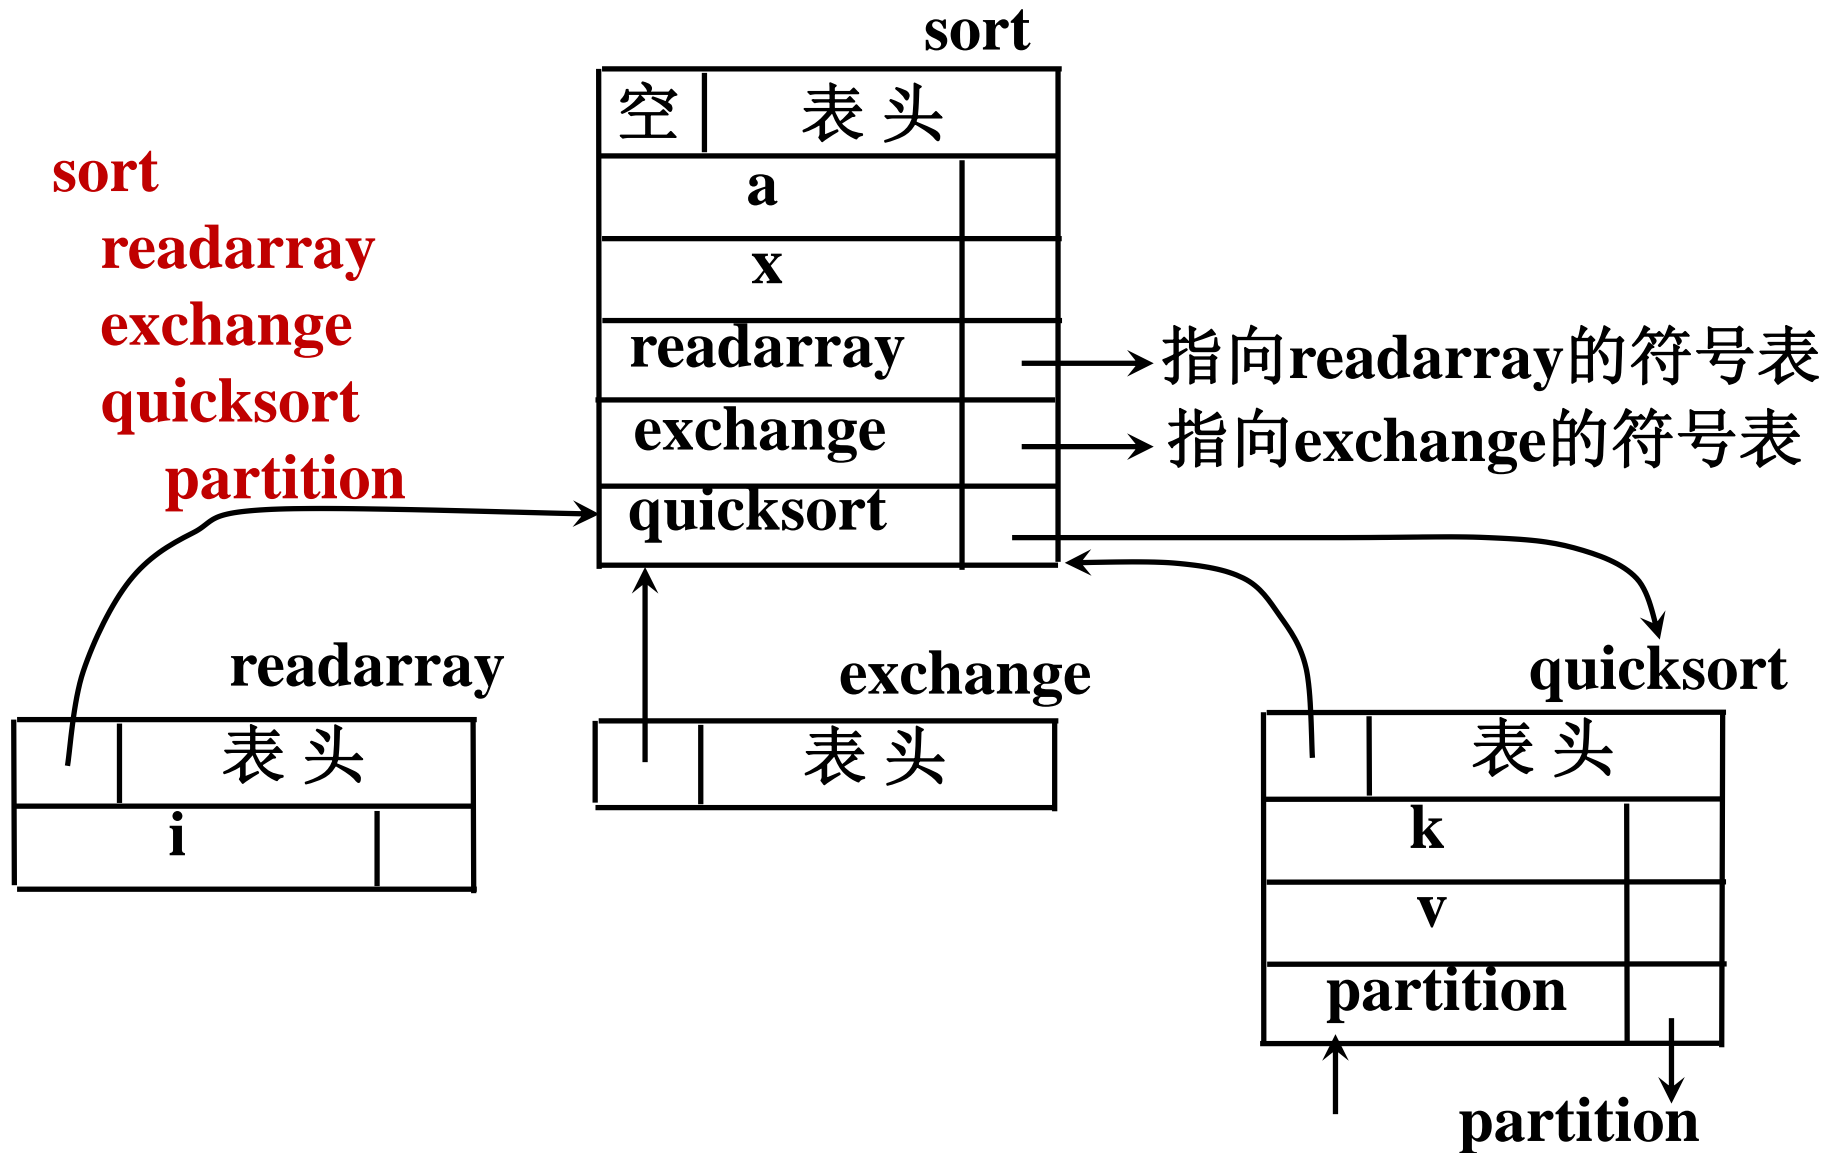 sort
空 表 头
a
x
readarray
exchange
quicksort
sort
readarray
exchange
quicksort
partition
指向readarray的符号表
指向exchange的符号表
readarray
表 头
i
exchange
表 头
quicksort
表 头
k
v
partition
partition